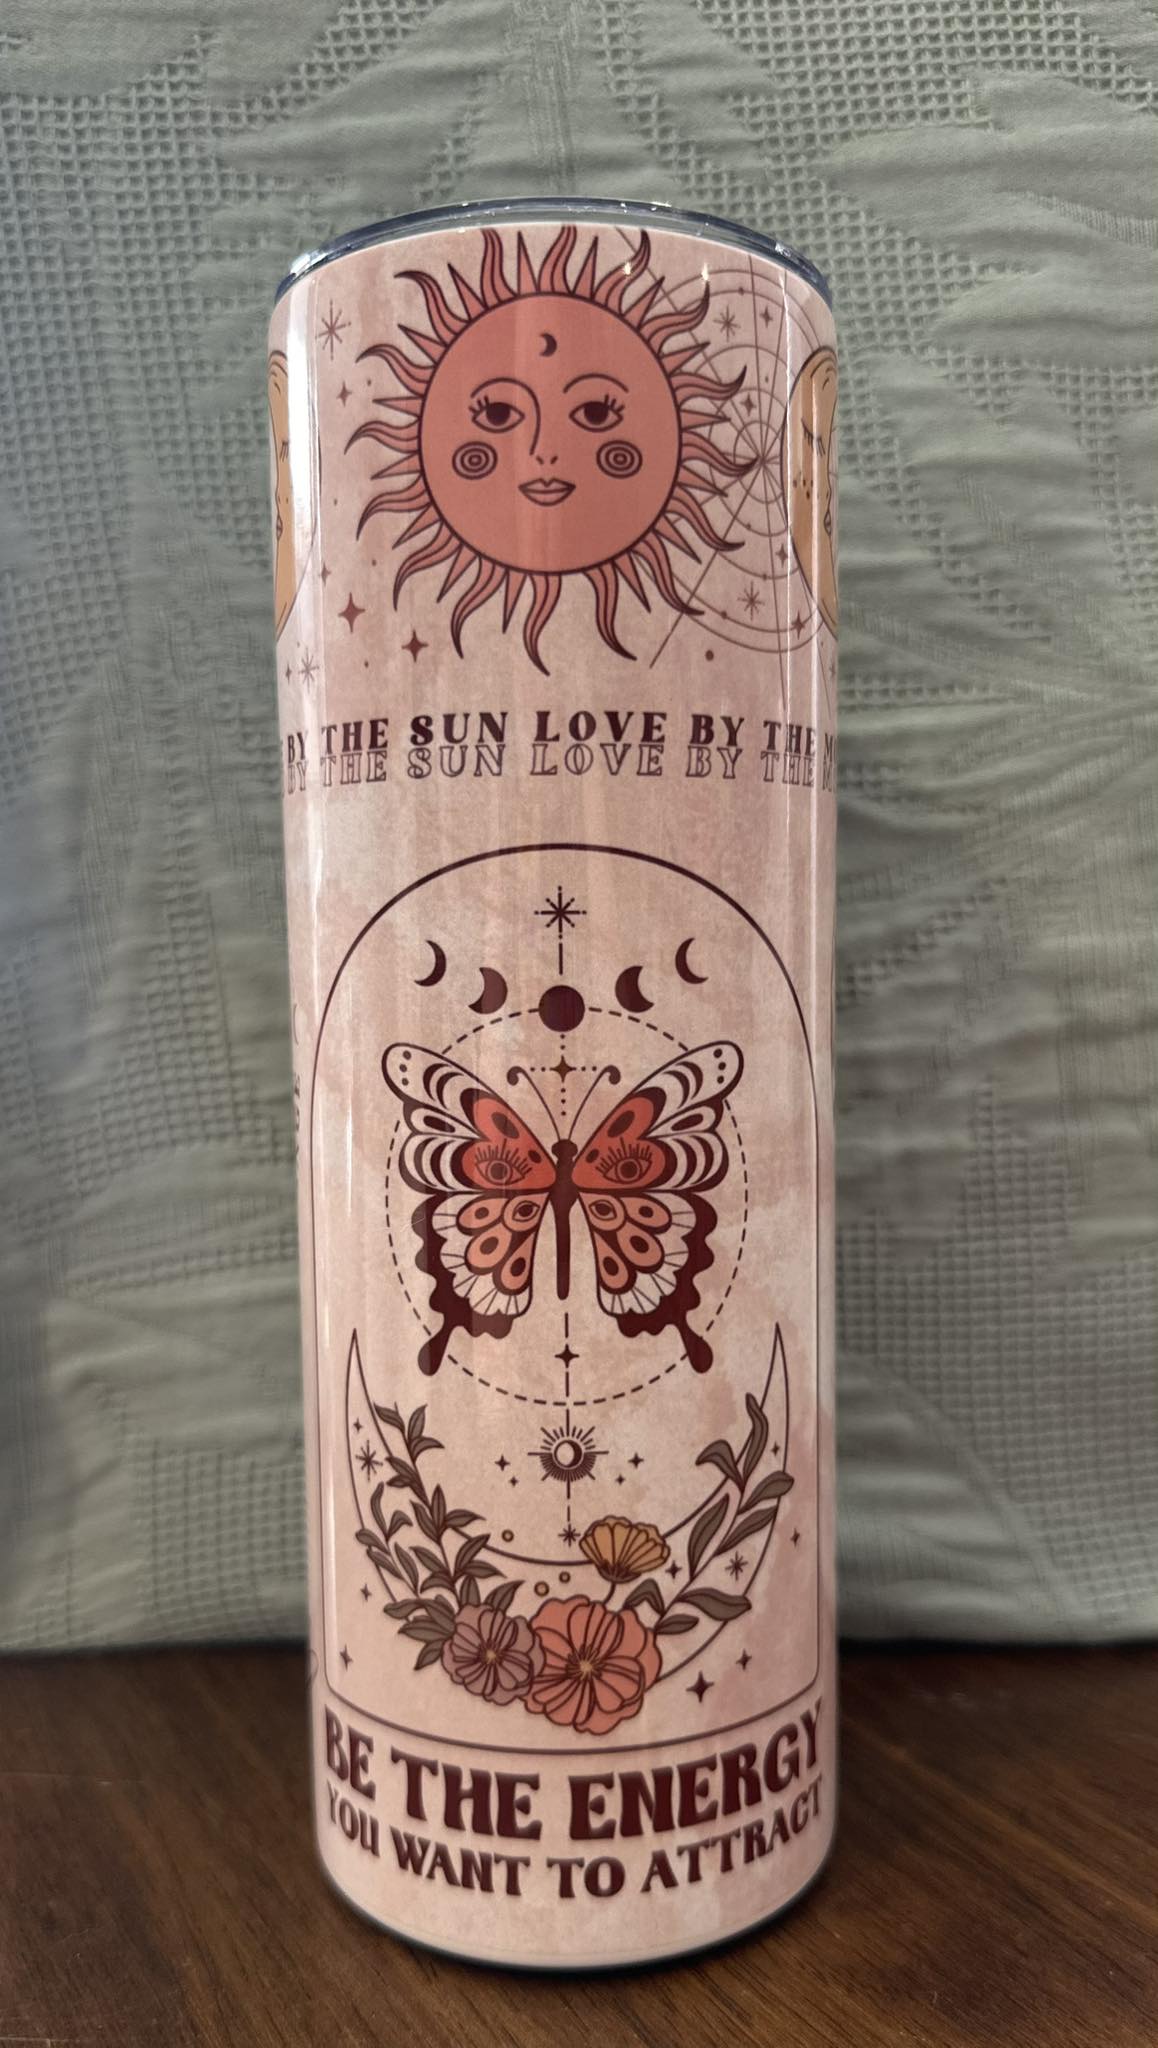 BY THE SUN LOVE BY THE
BY THE SUN LOVE BY THE
BE THE ENERGY
YOU WANT TO ATTRACT